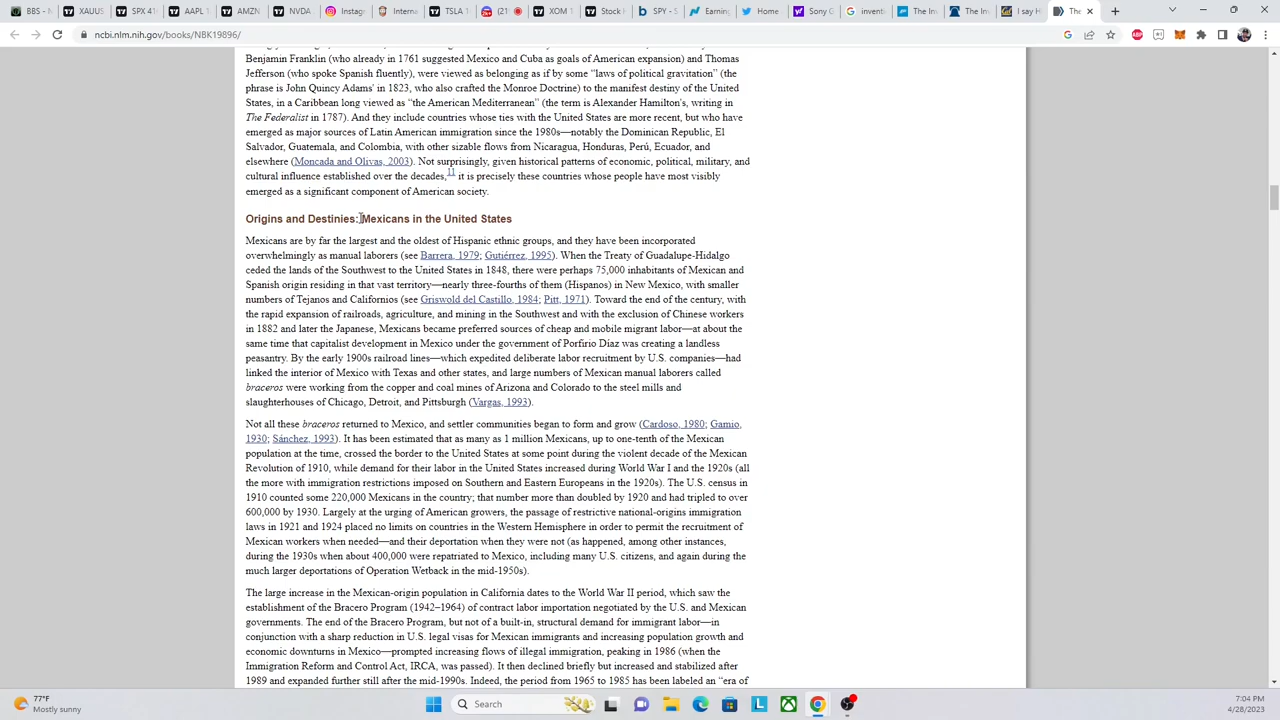 BBS - M
XAUUS
SPX 416
AAPL 1
AMZN
NVDA
Instag
Interna
TSLA 1
(21
XOM 1
Stock H
BBS
SPY -
Earning
Home
Sony G
inventi
The Im
The Inv
I say H
The
ncbi.nlm.nih.gov/books/NBK19896/
Benjamin Franklin (who already in 1761 suggested Mexico and Cuba as goals of American expansion) and Thomas
Jefferson (who spoke Spanish fluently), were viewed as belonging as if by some “laws of political gravitation” (the
phrase is John Quincy Adams' in 1823, who also crafted the Monroe Doctrine) to the manifest destiny of the United
States, in a Caribbean long viewed as “the American Mediterranean” (the term is Alexander Hamilton's, writing in
The Federalist in 1787). And they include countries whose ties with the United States are more recent, but who have
emerged as major sources of Latin American immigration since the 1980s—notably the Dominican Republic, El
Salvador, Guatemala, and Colombia, with other sizable flows from Nicaragua, Honduras, Perú, Ecuador, and
elsewhere (Moncada and Olivas, 2003). Not surprisingly, given historical patterns of economic, political, military, and
cultural influence established over the decades,11 it is precisely these countries whose people have most visibly
emerged as a significant component of American society.
Origins and Destinies: Mexicans in the United States
Mexicans are by far the largest and the oldest of Hispanic ethnic groups, and they have been incorporated
overwhelmingly as manual laborers (see Barrera, 1979; Gutiérrez, 1995). When the Treaty of Guadalupe-Hidalgo
ceded the lands of the Southwest to the United States in 1848, there were perhaps 75,000 inhabitants of Mexican and
Spanish origin residing in that vast territory—nearly three-fourths of them (Hispanos) in New Mexico, with smaller
numbers of Tejanos and Californios (see Griswold del Castillo, 1984; Pitt, 1971). Toward the end of the century, with
the rapid expansion of railroads, agriculture, and mining in the Southwest and with the exclusion of Chinese workers
in 1882 and later the Japanese, Mexicans became preferred sources of cheap and mobile migrant labor—at about the
same time that capitalist development in Mexico under the government of Porfirio Díaz was creating a landless
peasantry. By the early 1900s railroad lines—which expedited deliberate labor recruitment by U.S. companies—had
linked the interior of Mexico with Texas and other states, and large numbers of Mexican manual laborers called
braceros were working from the copper and coal mines of Arizona and Colorado to the steel mills and
slaughterhouses of Chicago, Detroit, and Pittsburgh (Vargas, 1993).
Not all these braceros returned to Mexico, and settler communities began to form and grow (Cardoso, 1980; Gamio,
1930; Sánchez, 1993). It has been estimated that as many as 1 million Mexicans, up to one-tenth of the Mexican
population at the time, crossed the border to the United States at some point during the violent decade of the Mexican
Revolution of 1910, while demand for their labor in the United States increased during World War I and the 1920s (all
the more with immigration restrictions imposed on Southern and Eastern Europeans in the 1920s). The U.S. census in
1910 counted some 220,000 Mexicans in the country; that number more than doubled by 1920 and had tripled to over
600,000 by 1930. Largely at the urging of American growers, the passage of restrictive national-origins immigration
laws in 1921 and 1924 placed no limits on countries in the Western Hemisphere in order to permit the recruitment of
Mexican workers when needed—and their deportation when they were not (as happened, among other instances,
during the 1930s when about 400,000 were repatriated to Mexico, including many U.S. citizens, and again during the
much larger deportations of Operation Wetback in the mid-1950s).
The large increase in the Mexican-origin population in California dates to the World War II period, which saw the
establishment of the Bracero Program (1942–1964) of contract labor importation negotiated by the U.S. and Mexican
governments. The end of the Bracero Program, but not of a built-in, structural demand for immigrant labor—in
conjunction with a sharp reduction in U.S. legal visas for Mexican immigrants and increasing population growth and
economic downturns in Mexico—prompted increasing flows of illegal immigration, peaking in 1986 (when the
Immigration Reform and Control Act, IRCA, was passed). It then declined briefly but increased and stabilized after
1989 and expanded further still after the mid-1990s. Indeed, the period from 1965 to 1985 has been labeled an “era of
77°F
Mostly sunny
Search
7:04 PM
4/28/2023